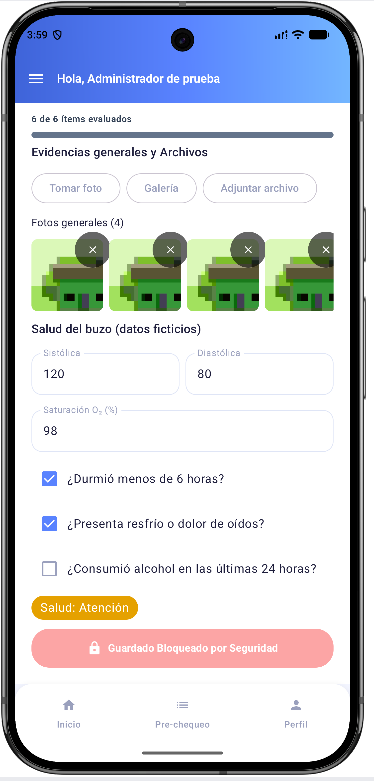 3:59
Hola, Administrador de prueba
6 de 6 ítems evaluados
Evidencias generales y Archivos
Tomar foto
Galería
Adjuntar archivo
Fotos generales (4)
Salud del buzo (datos ficticios)
Sistólica
120
Diastólica
80
Saturación O₂ (%)
98
¿Durmió menos de 6 horas?
¿Presenta resfrío o dolor de oídos?
¿Consumió alcohol en las últimas 24 horas?
Salud: Atención
Guardado Bloqueado por Seguridad
Inicio
Pre-chequeo
Perfil